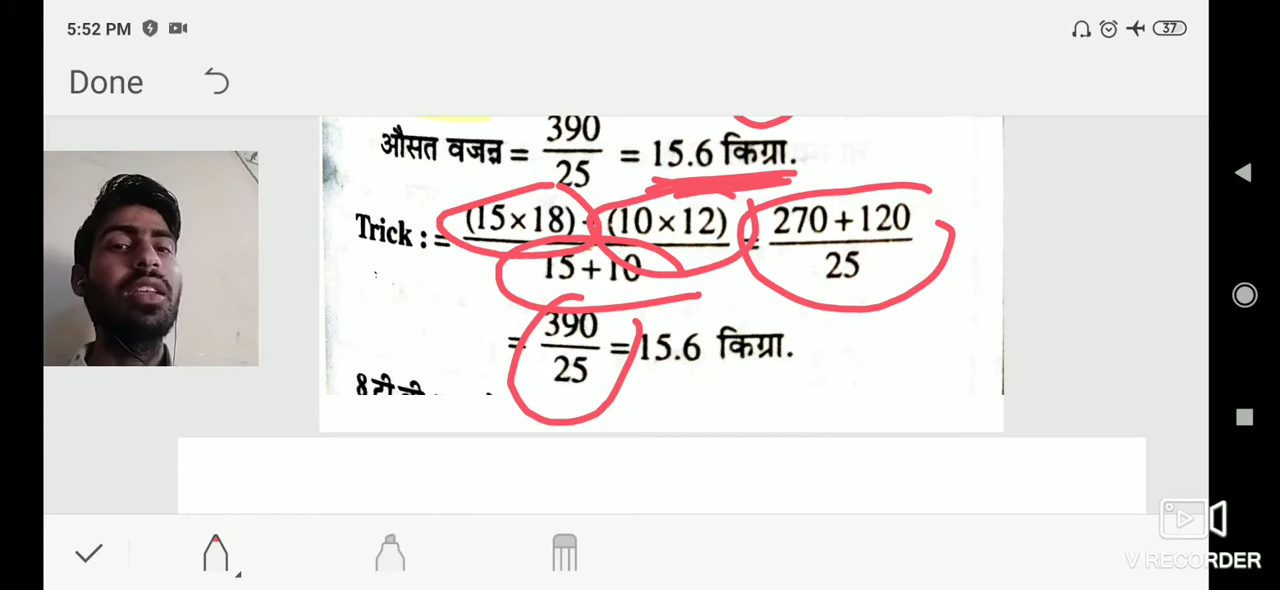 5:52 PM 37
Done
औसत वजन्न = 390/25 = 15.6 किग्रा.
Trick : = (15×18) + (10×12)/15+10 = 270+120/25
= 390/25 = 15.6 किग्रा.
V RECORDER